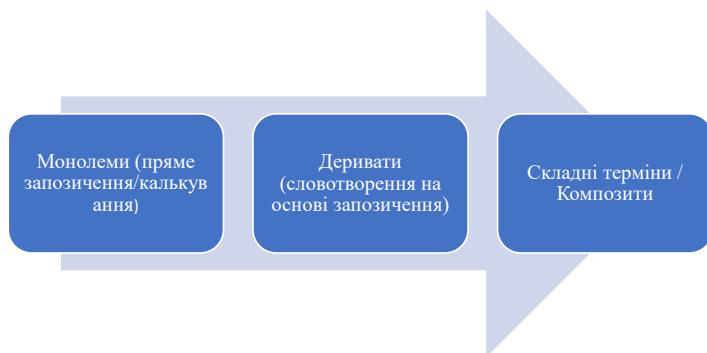 Монолеми (пряме
запозичення/калькув
ання)
Деривати
(словотворення на
основі запозичення)
Складні терміни /
Композити